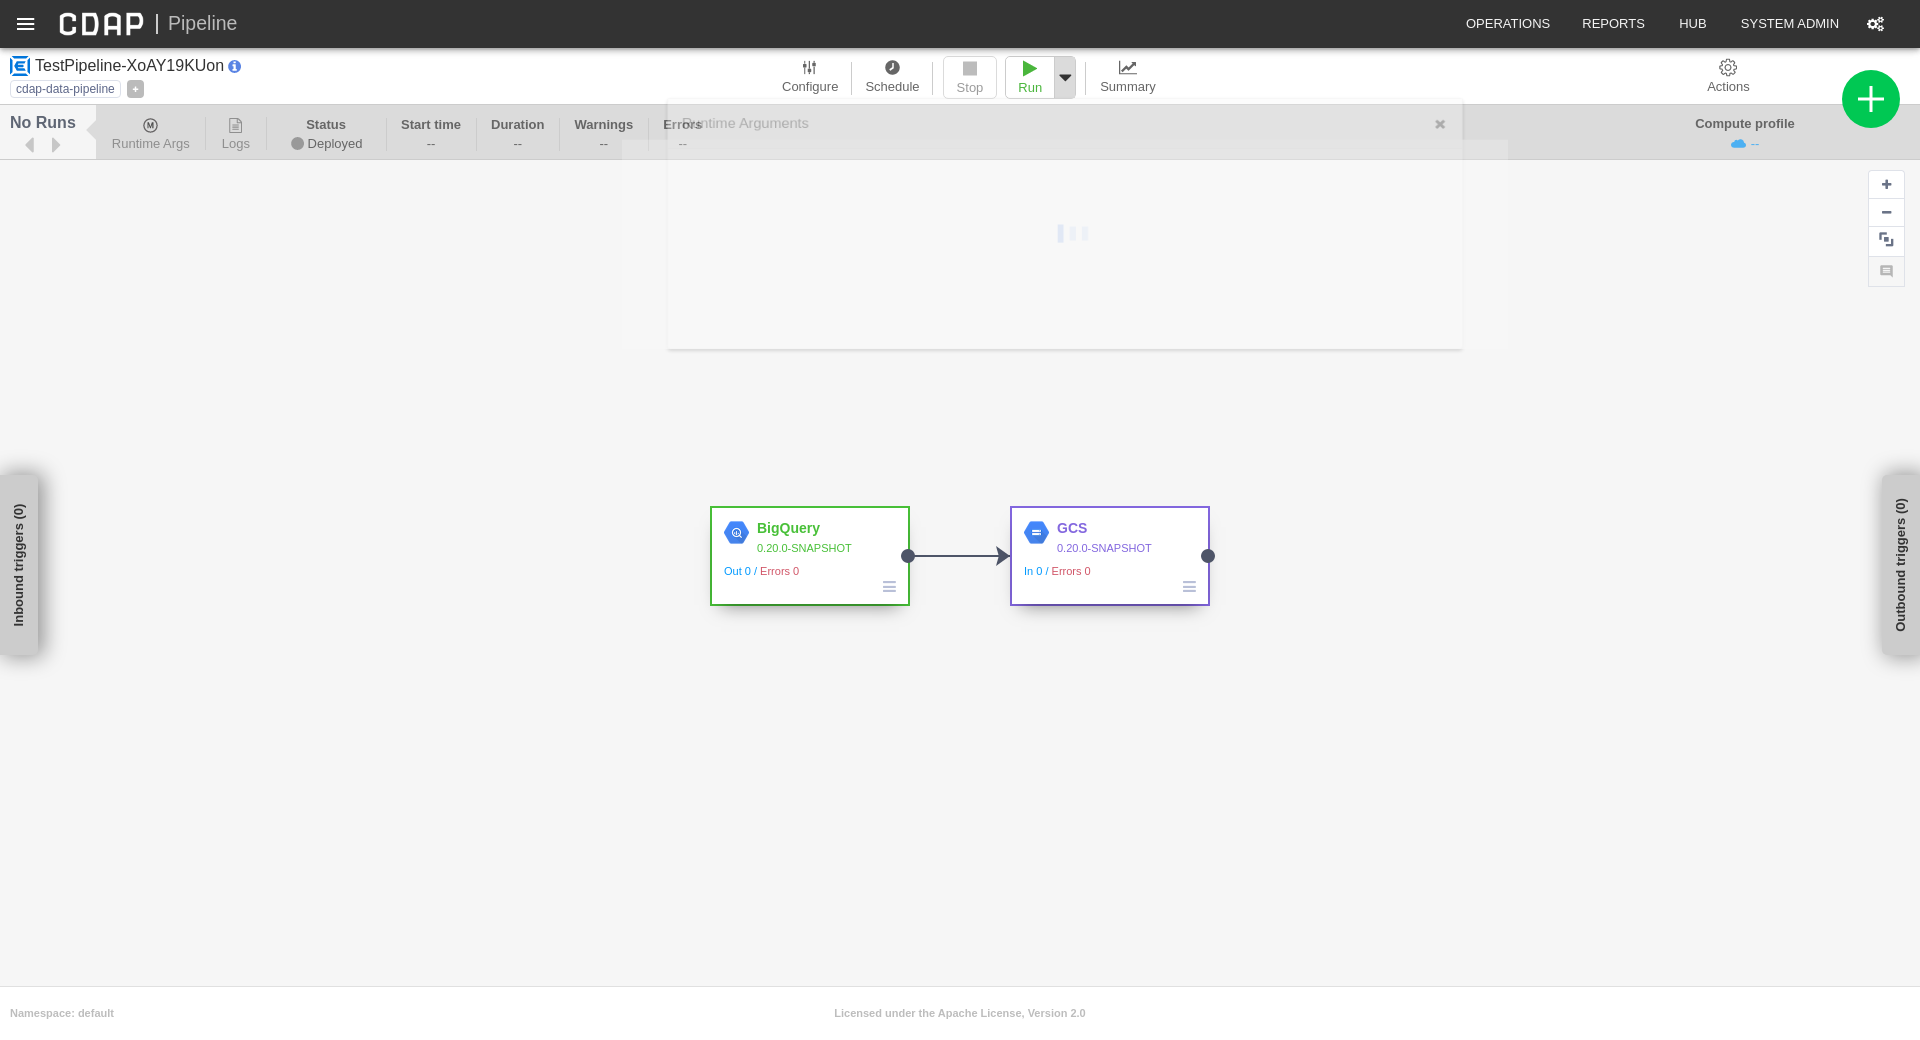 CDAP | Pipeline
OPERATIONS
REPORTS
HUB
SYSTEM ADMIN
TestPipeline-XoAY19KUon
cdap-data-pipeline
Configure
Schedule
Stop
Run
Summary
Actions
No Runs
Runtime Args
Logs
Status
Deployed
Start time
--
Duration
--
Warnings
--
Errors
--
Runtime Arguments
Compute profile
--
BigQuery
0.20.0-SNAPSHOT
Out 0 / Errors 0
GCS
0.20.0-SNAPSHOT
In 0 / Errors 0
Inbound triggers (0)
Outbound triggers (0)
Namespace: default
Licensed under the Apache License, Version 2.0